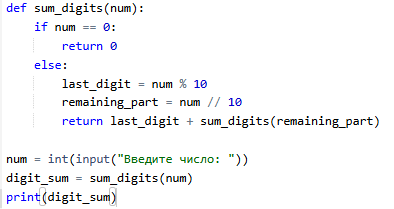 def sum_digits(num):
    if num == 0:
        return 0
    else:
        last_digit = num % 10
        remaining_part = num // 10
        return last_digit + sum_digits(remaining_part)

num = int(input("Введите число: "))
digit_sum = sum_digits(num)
print(digit_sum)